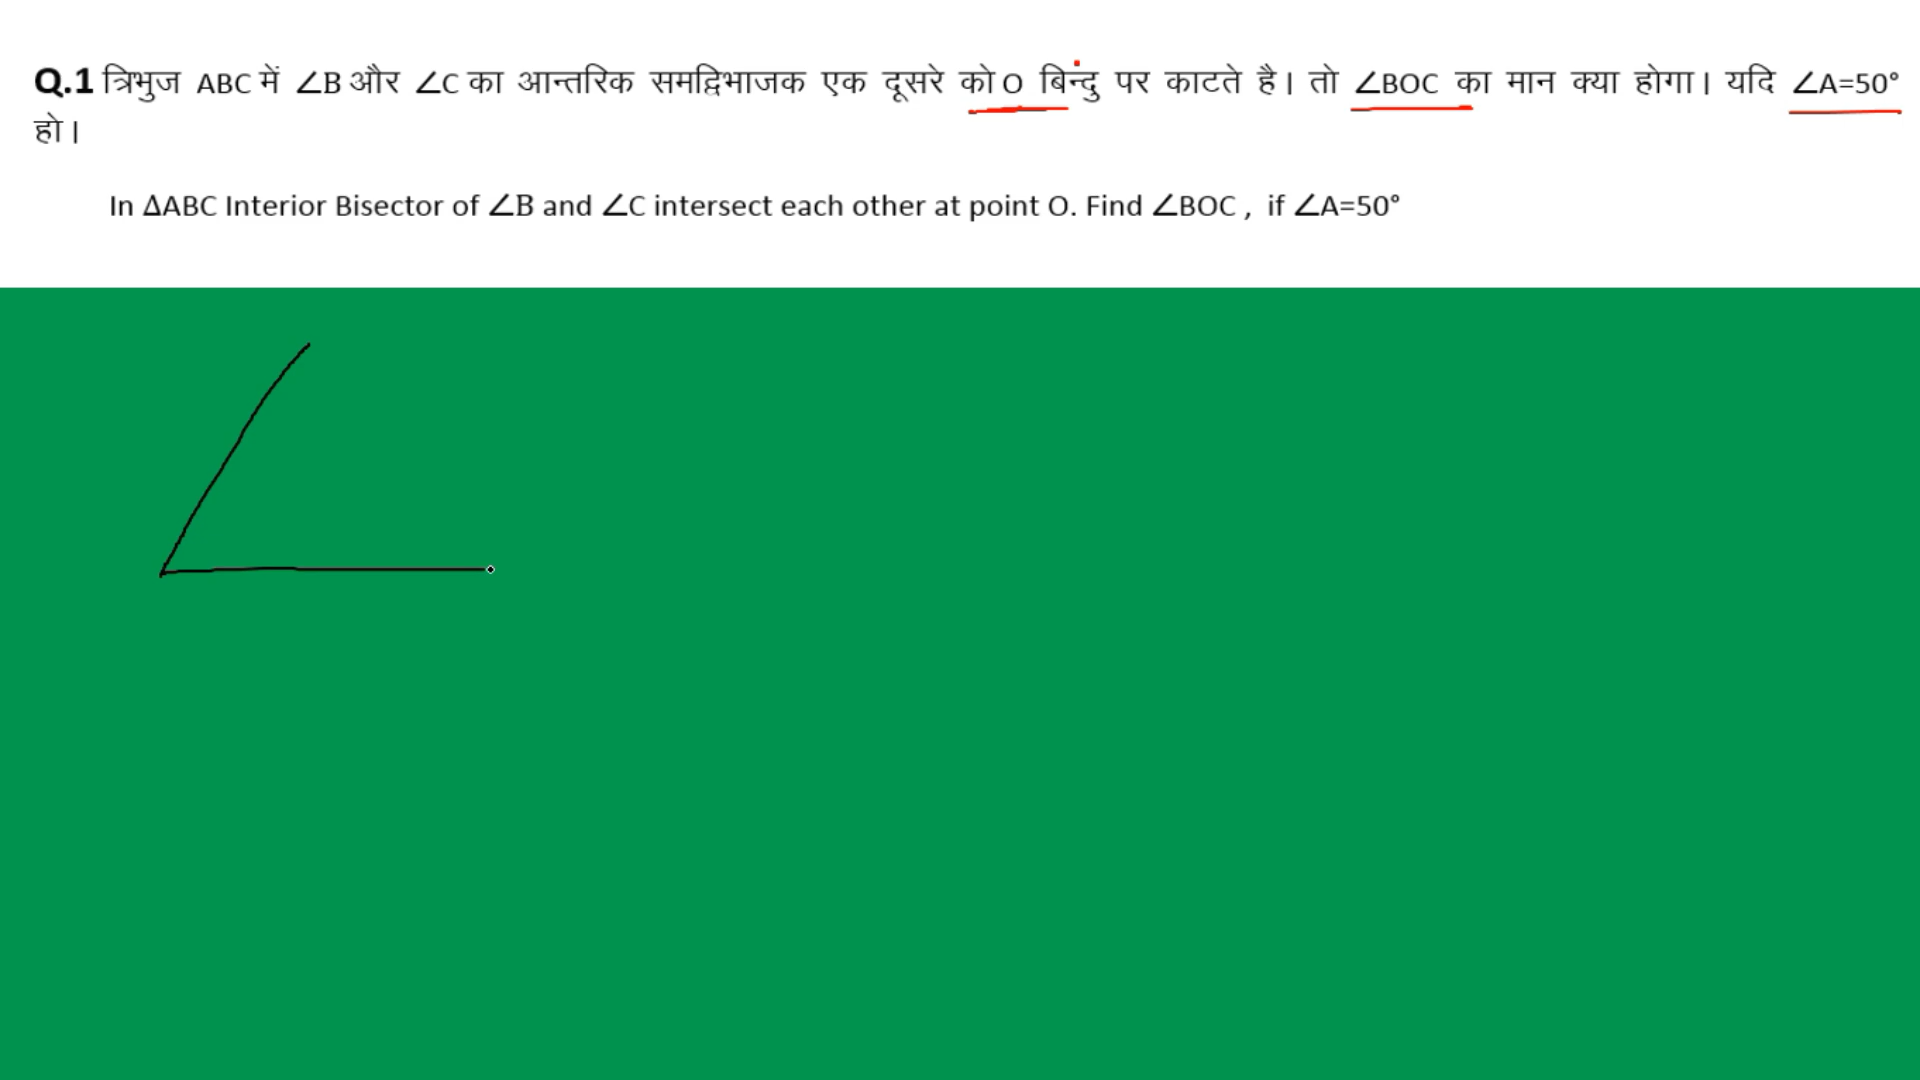 Q.1 त्रिभुज ABC में ∠B और ∠C का आन्तरिक समद्विभाजक एक दूसरे को O बिन्दु पर काटते है। तो ∠BOC का मान क्या होगा। यदि ∠A=50°
हो।
In ΔABC Interior Bisector of ∠B and ∠C intersect each other at point O. Find ∠BOC , if ∠A=50°